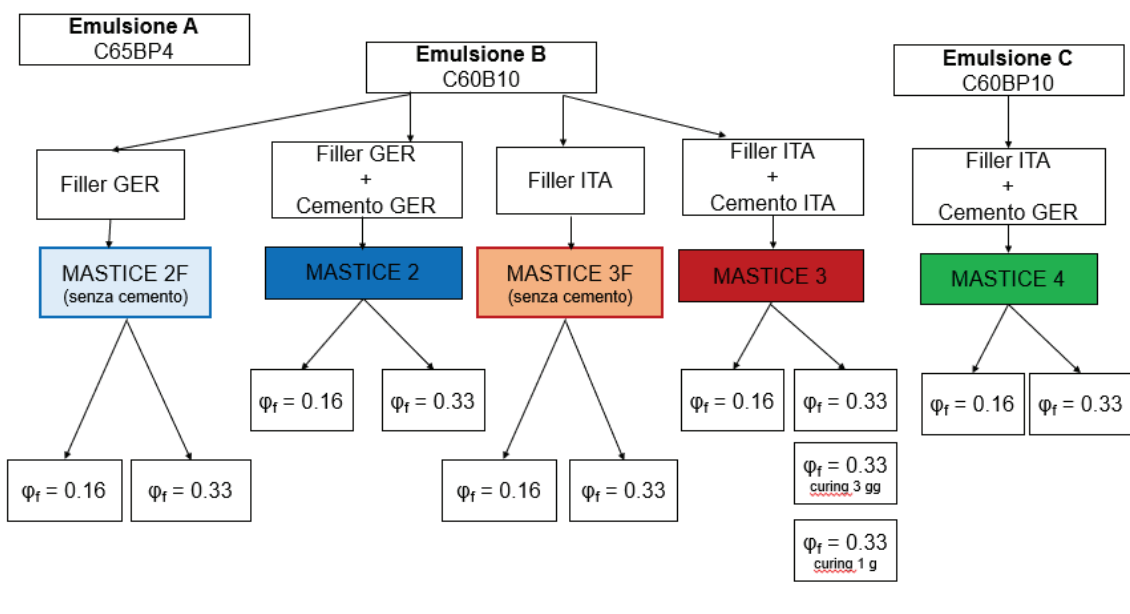 Emulsione A
C65BP4
Emulsione B
C60B10
Emulsione C
C60BP10
Filler GER
Filler GER
+
Cemento GER
Filler ITA
Filler ITA
+
Cemento ITA
Filler ITA
+
Cemento GER
MASTICE 2F
(senza cemento)
MASTICE 2
MASTICE 3F
(senza cemento)
MASTICE 3
MASTICE 4
φf = 0.16
φf = 0.33
φf = 0.16
φf = 0.33
φf = 0.16
φf = 0.33
φf = 0.16
φf = 0.33
φf = 0.33
curing 3 gg
φf = 0.33
curing 1 g
φf = 0.16
φf = 0.33